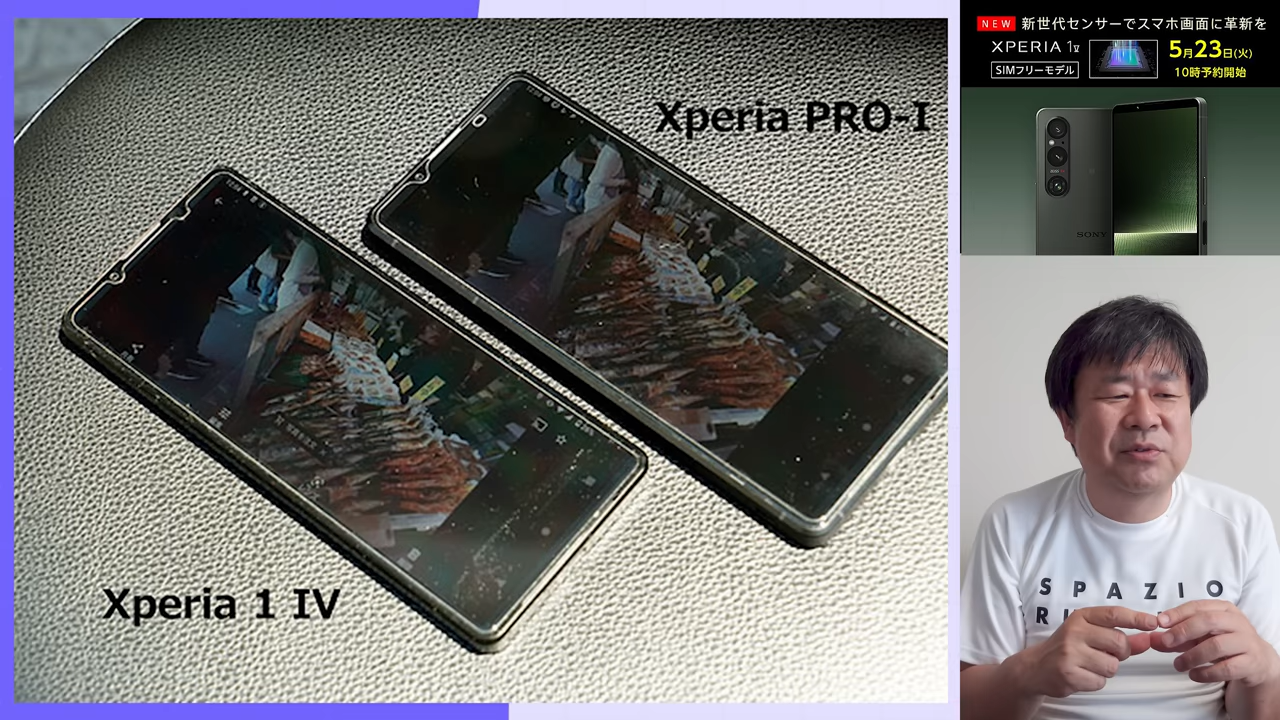 Xperia PRO-I
Xperia 1 IV
NEW 新世代センサーでスマホ画面に革新を
XPERIA 1 V
SIMフリーモデル
5月23日(火)
10時予約開始
SONY
SPAZIO